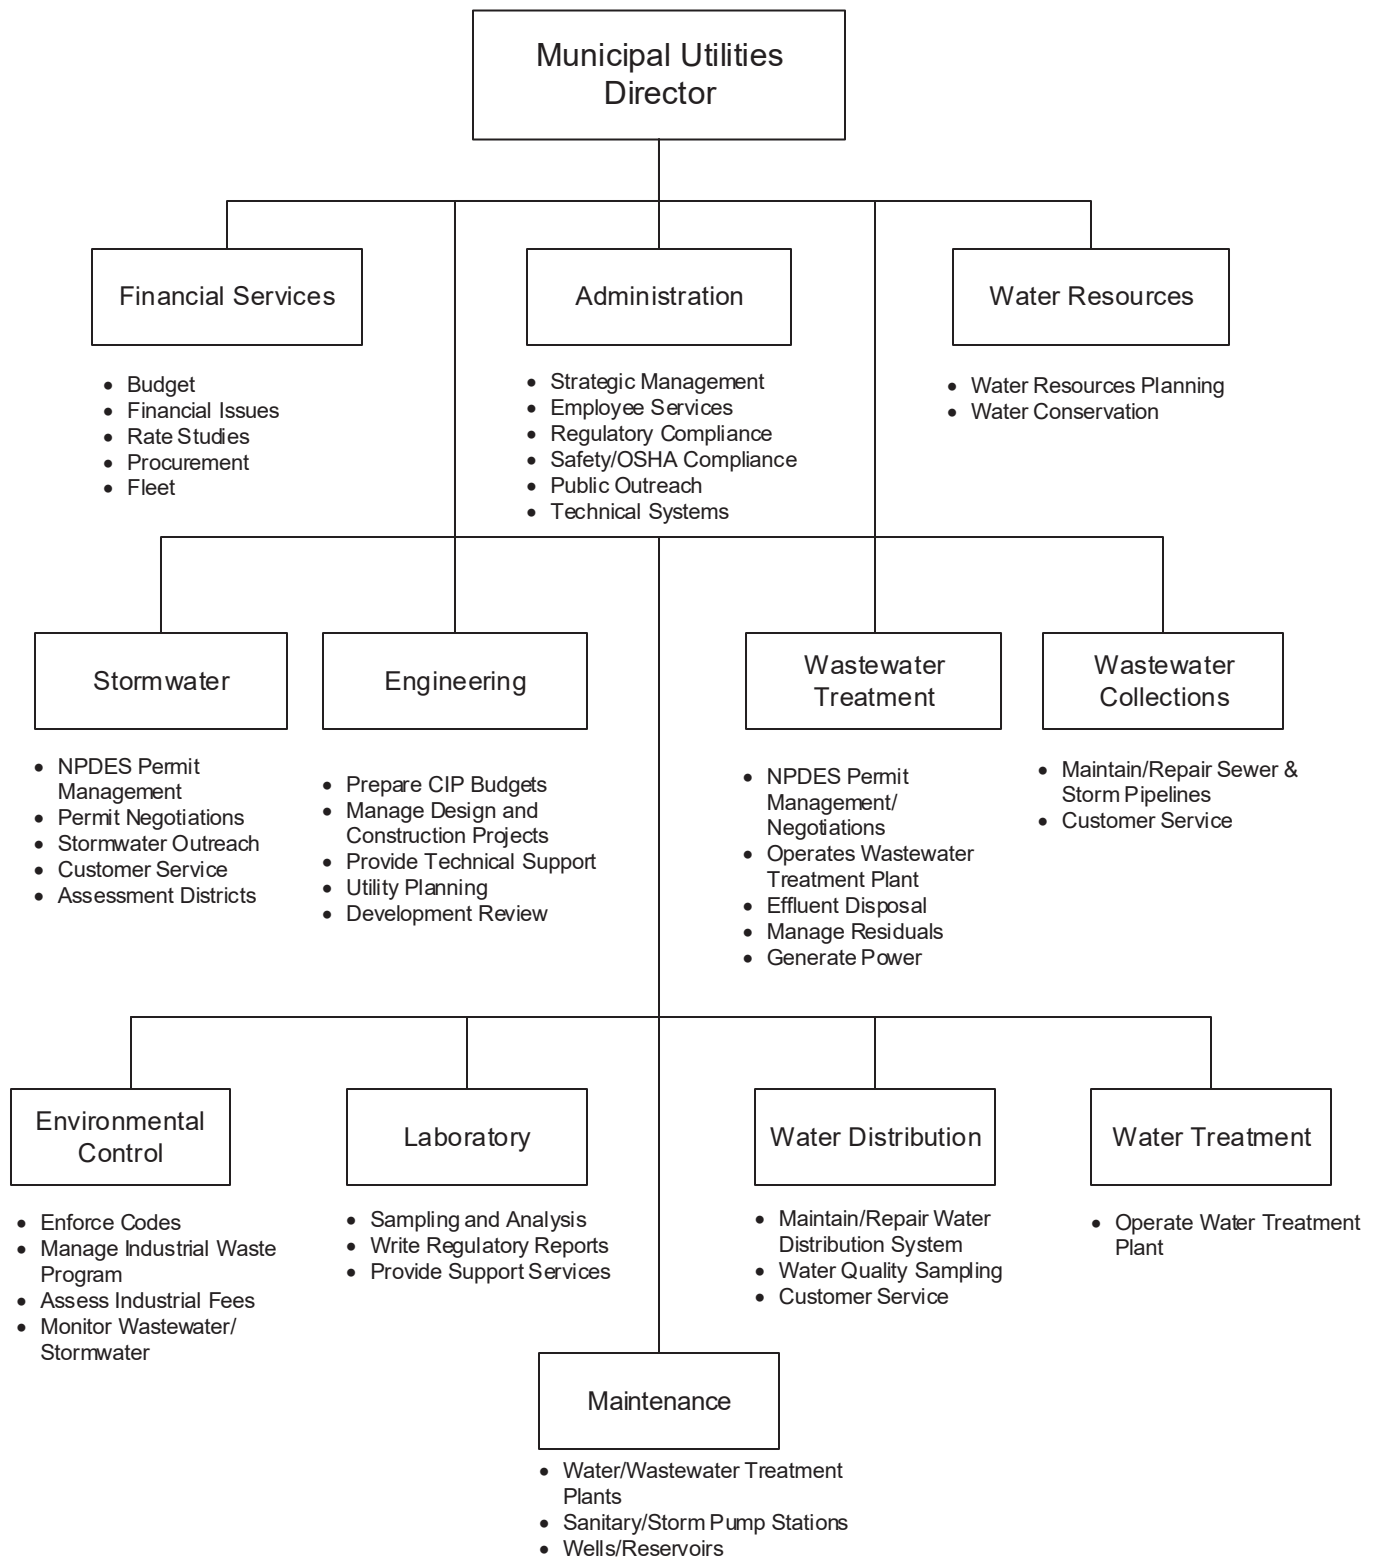 Municipal Utilities
Director
Financial Services
Administration
Water Resources
• Budget
• Financial Issues
• Rate Studies
• Procurement
• Fleet
• Strategic Management
• Employee Services
• Regulatory Compliance
• Safety/OSHA Compliance
• Public Outreach
• Technical Systems
• Water Resources Planning
• Water Conservation
Stormwater
Engineering
Wastewater
Treatment
Wastewater
Collections
• NPDES Permit
Management
• Permit Negotiations
• Stormwater Outreach
• Customer Service
• Assessment Districts
• Prepare CIP Budgets
• Manage Design and
Construction Projects
• Provide Technical Support
• Utility Planning
• Development Review
• NPDES Permit
Management/
Negotiations
• Operates Wastewater
Treatment Plant
• Effluent Disposal
• Manage Residuals
• Generate Power
• Maintain/Repair Sewer &
Storm Pipelines
• Customer Service
Environmental
Control
Laboratory
Water Distribution
Water Treatment
• Enforce Codes
• Manage Industrial Waste
Program
• Assess Industrial Fees
• Monitor Wastewater/
Stormwater
• Sampling and Analysis
• Write Regulatory Reports
• Provide Support Services
• Maintain/Repair Water
Distribution System
• Water Quality Sampling
• Customer Service
• Operate Water Treatment
Plant
Maintenance
• Water/Wastewater Treatment
Plants
• Sanitary/Storm Pump Stations
• Wells/Reservoirs